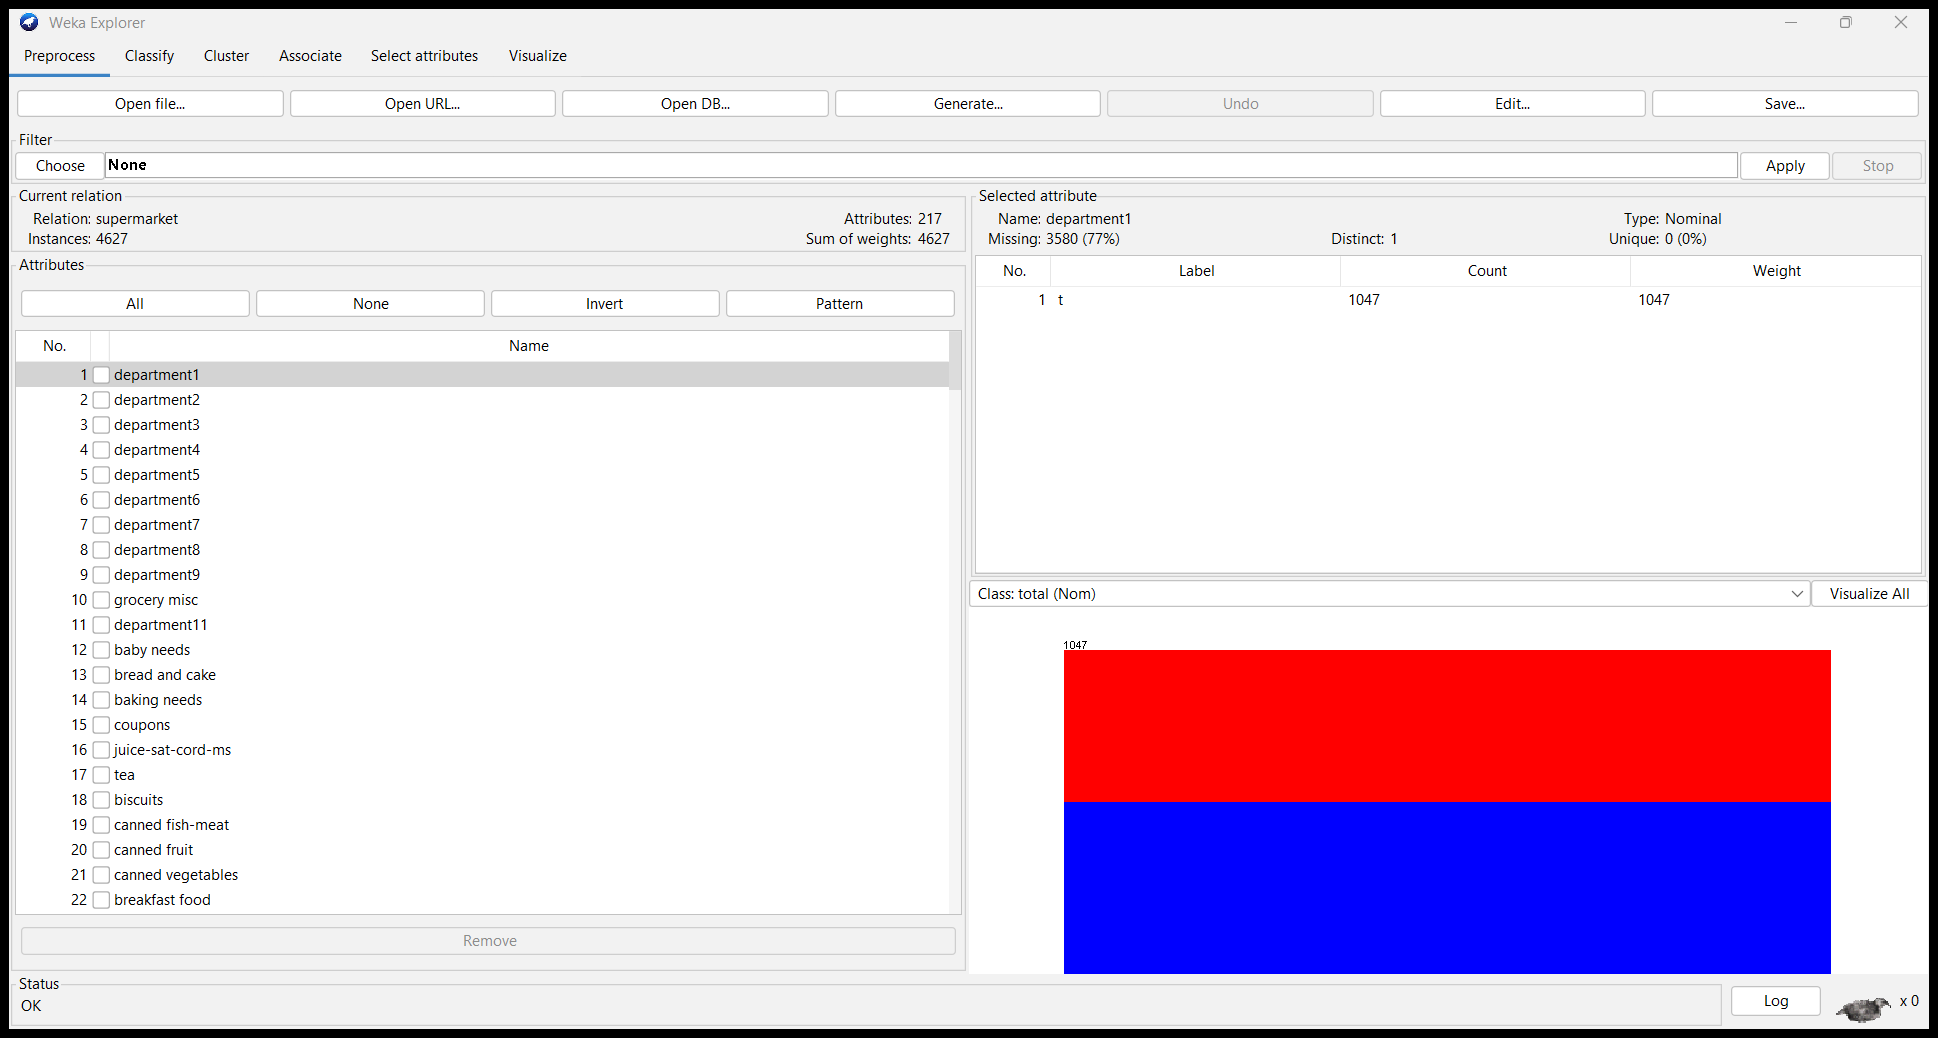 Weka Explorer
Preprocess Classify Cluster Associate Select attributes Visualize
Open file... Open URL... Open DB... Generate... Undo Edit... Save...
Filter
Choose None Apply Stop
Current relation
Relation: supermarket Attributes: 217
Instances: 4627 Sum of weights: 4627
Attributes
All None Invert Pattern
No. Name
1 department1
2 department2
3 department3
4 department4
5 department5
6 department6
7 department7
8 department8
9 department9
10 grocery misc
11 department11
12 baby needs
13 bread and cake
14 baking needs
15 coupons
16 juice-sat-cord-ms
17 tea
18 biscuits
19 canned fish-meat
20 canned fruit
21 canned vegetables
22 breakfast food
Remove
Selected attribute
Name: department1 Type: Nominal
Missing: 3580 (77%) Distinct: 1 Unique: 0 (0%)
No. Label Count Weight
1 t 1047 1047
Class: total (Nom) Visualize All
1047
Status
OK
Log x 0